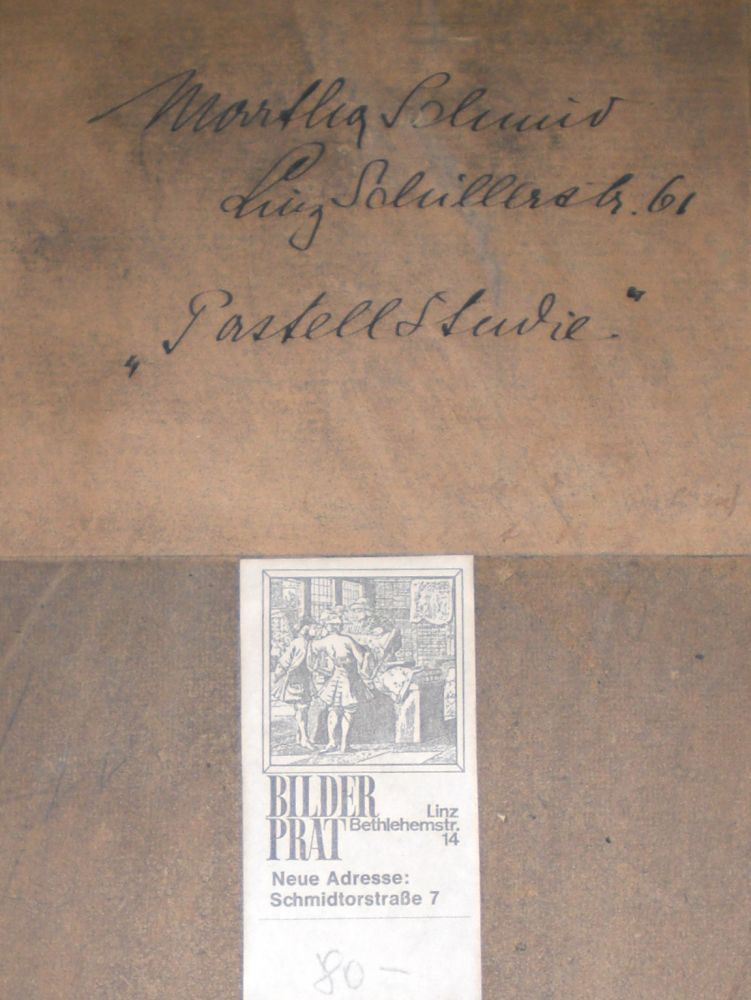 Martha Schmid
Linz Schillerstr. 61
„Pastellstudie"
BILDER
PRAT
Linz
Bethlehemstr.
14
Neue Adresse:
Schmidtorstraße 7
80 –